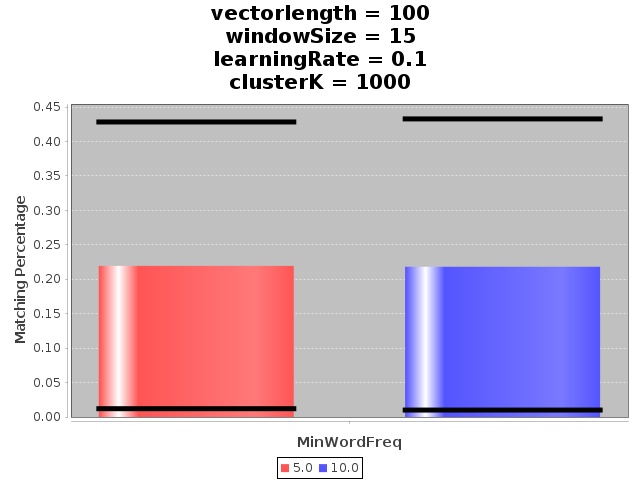 vectorlength = 100
windowSize = 15
learningRate = 0.1
clusterK = 1000
0.45
0.40
0.35
0.30
0.25
0.20
0.15
0.10
0.05
0.00
Matching Percentage
MinWordFreq
5.0 10.0